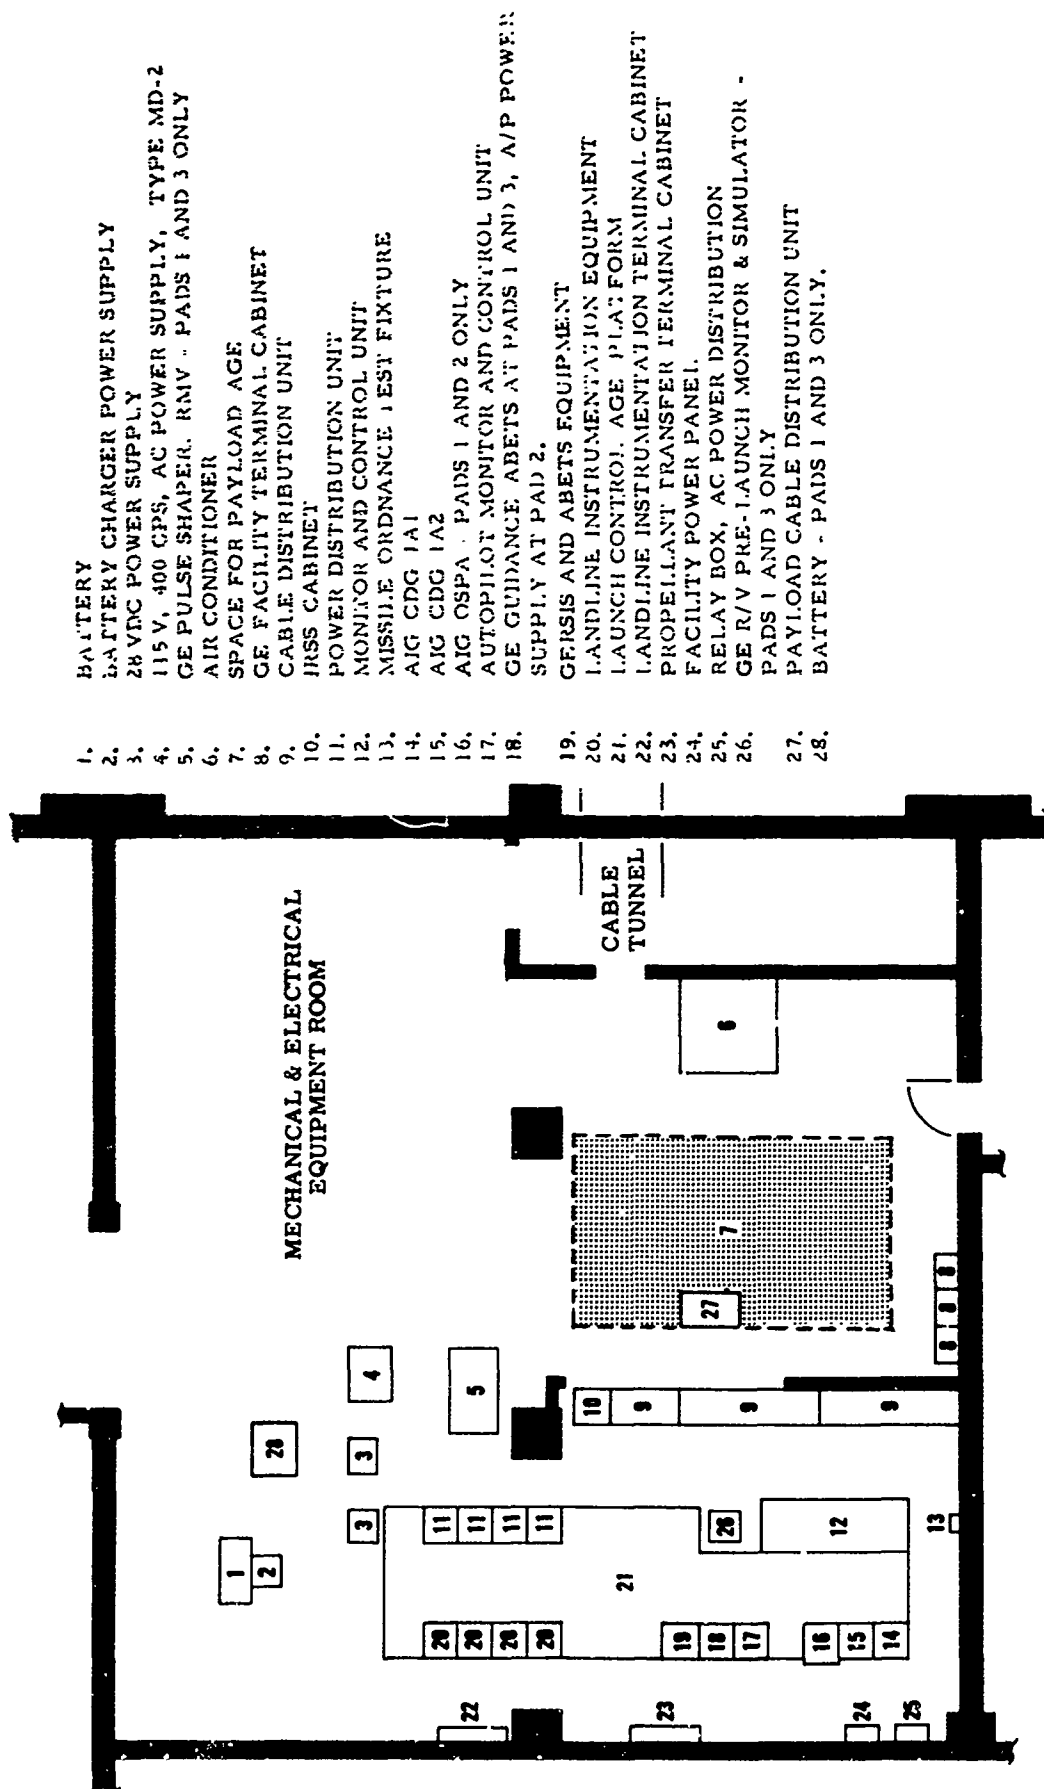 1. BATTERY
2. BATTERY CHARGER POWER SUPPLY
3. 28 VDC POWER SUPPLY
4. 115 V, 400 CPS, AC POWER SUPPLY, TYPE MD-2
5. GE PULSE SHAPER. RMV - PADS 1 AND 3 ONLY
6. AIR CONDITIONER
7. SPACE FOR PAYLOAD AGE
8. GE FACILITY TERMINAL CABINET
9. CABLE DISTRIBUTION UNIT
10. IRSS CABINET
11. POWER DISTRIBUTION UNIT
12. MONITOR AND CONTROL UNIT
13. MISSILE ORDNANCE TEST FIXTURE
14. AIG CDG 1A1
15. AIG CDG 1A2
16. AIG OSPA - PADS 1 AND 2 ONLY
17. AUTOPILOT MONITOR AND CONTROL UNIT
18. GE GUIDANCE ABETS AT PADS 1 AND 3, A/P POWER
SUPPLY AT PAD 2.
19. GERSIS AND ABETS EQUIPMENT
20. LANDLINE INSTRUMENTATION EQUIPMENT
21. LAUNCH CONTROL AGE PLATFORM
22. LANDLINE INSTRUMENTATION TERMINAL CABINET
23. PROPELLANT TRANSFER TERMINAL CABINET
24. FACILITY POWER PANEL
25. RELAY BOX, AC POWER DISTRIBUTION
26. GE R/V PRE-LAUNCH MONITOR & SIMULATOR -
PADS 1 AND 3 ONLY
27. PAYLOAD CABLE DISTRIBUTION UNIT
28. BATTERY - PADS 1 AND 3 ONLY.
MECHANICAL & ELECTRICAL
EQUIPMENT ROOM
CABLE
TUNNEL
1
2
28
3
3
4
5
6
7
27
8 8 8
10
9
9
9
11
11
11
11
20
20
20
20
21
26
12
13
19
18
17
16
15
14
22
23
24
25